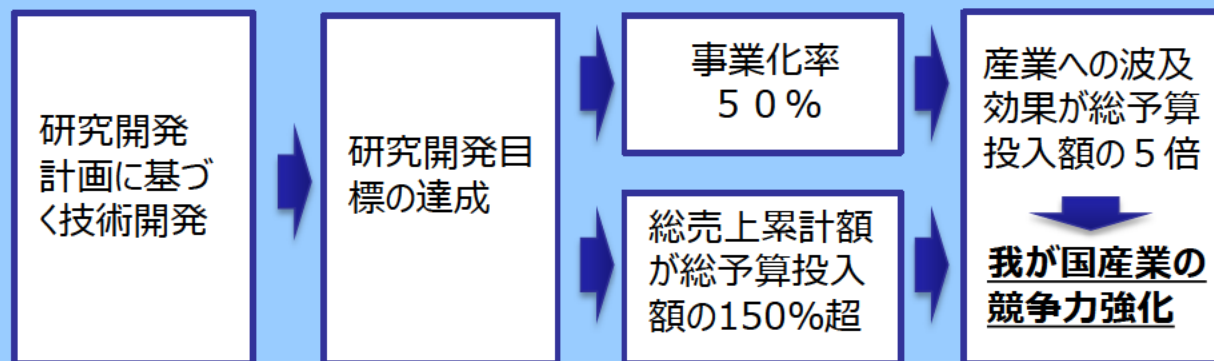 研究開発
計画に基づ
く技術開発
研究開発目
標の達成
事業化率
５０%
総売上累計額
が総予算投入
額の150%超
産業への波及
効果が総予算
投入額の５倍
我が国産業の
競争力強化